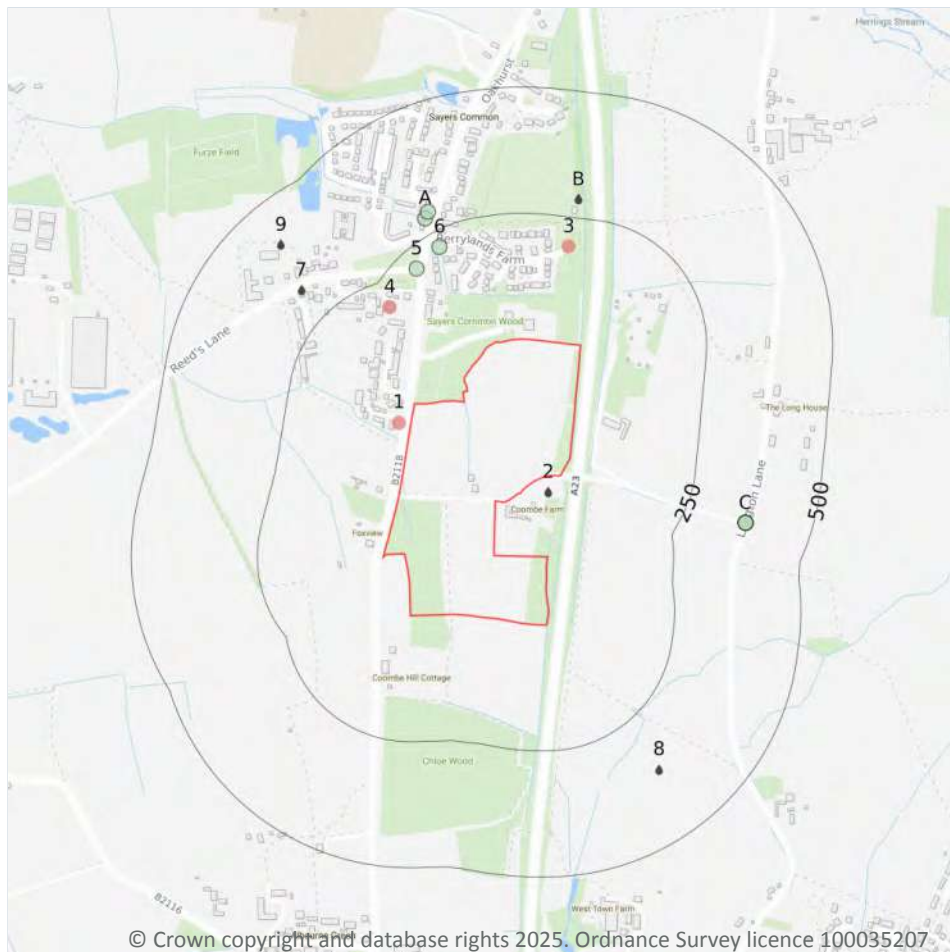 Herrings Stream
Oakhurst
Sayers Common
Furze Field
B
A
9
6
3
Berrylands Farm
5
7
4
Sayers Common Wood
Reed's Lane
1
The Long House
B2118
2
A23
Coombe Farm
250
500
C
Foxview
Coombe Hill Cottage
8
Chloe Wood
B2116
West Town Farm
© Crown copyright and database rights 2025. Ordnance Survey licence 100035207.